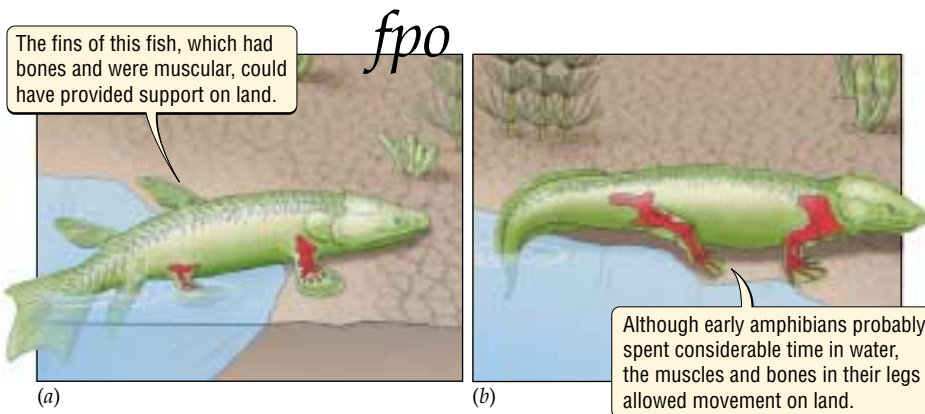 fpo
The fins of this fish, which had
bones and were muscular, could
have provided support on land.
Although early amphibians probably
spent considerable time in water,
the muscles and bones in their legs
allowed movement on land.
(a)
(b)